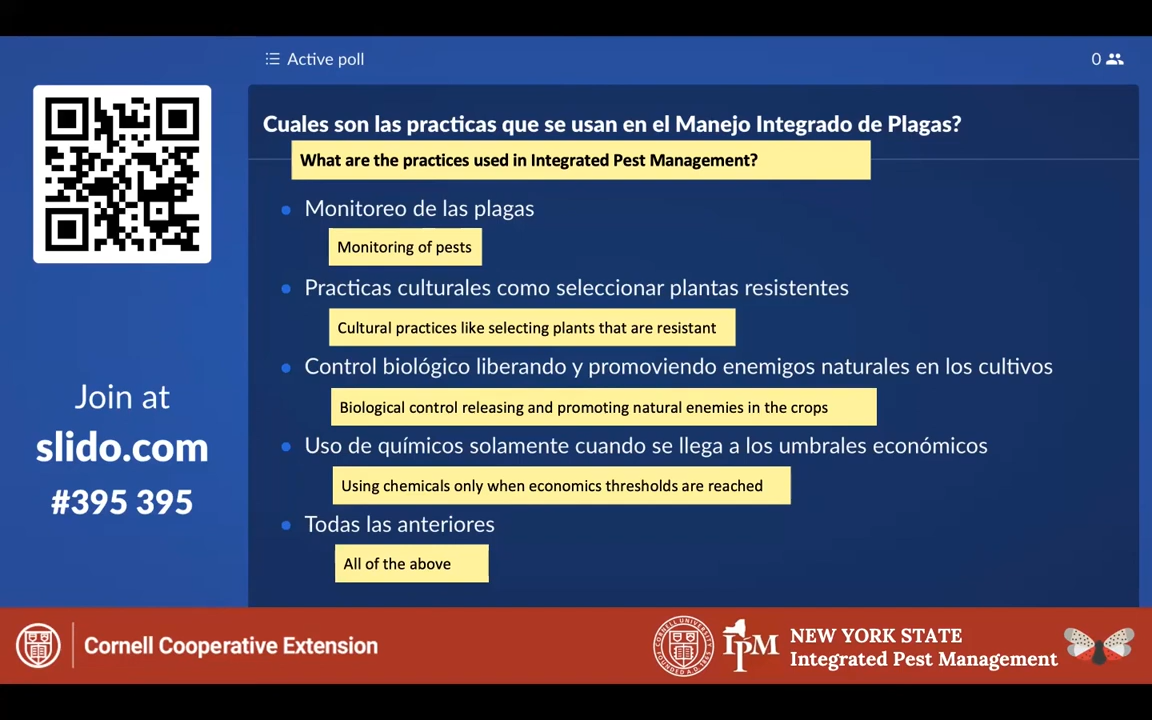 Active poll
0
Cuales son las practicas que se usan en el Manejo Integrado de Plagas?
What are the practices used in Integrated Pest Management?
Monitoreo de las plagas
Monitoring of pests
Practicas culturales como seleccionar plantas resistentes
Cultural practices like selecting plants that are resistant
Control biológico liberando y promoviendo enemigos naturales en los cultivos
Biological control releasing and promoting natural enemies in the crops
Uso de químicos solamente cuando se llega a los umbrales económicos
Using chemicals only when economics thresholds are reached
Todas las anteriores
All of the above
Join at
slido.com
#395 395
Cornell Cooperative Extension
IPM
NEW YORK STATE
Integrated Pest Management